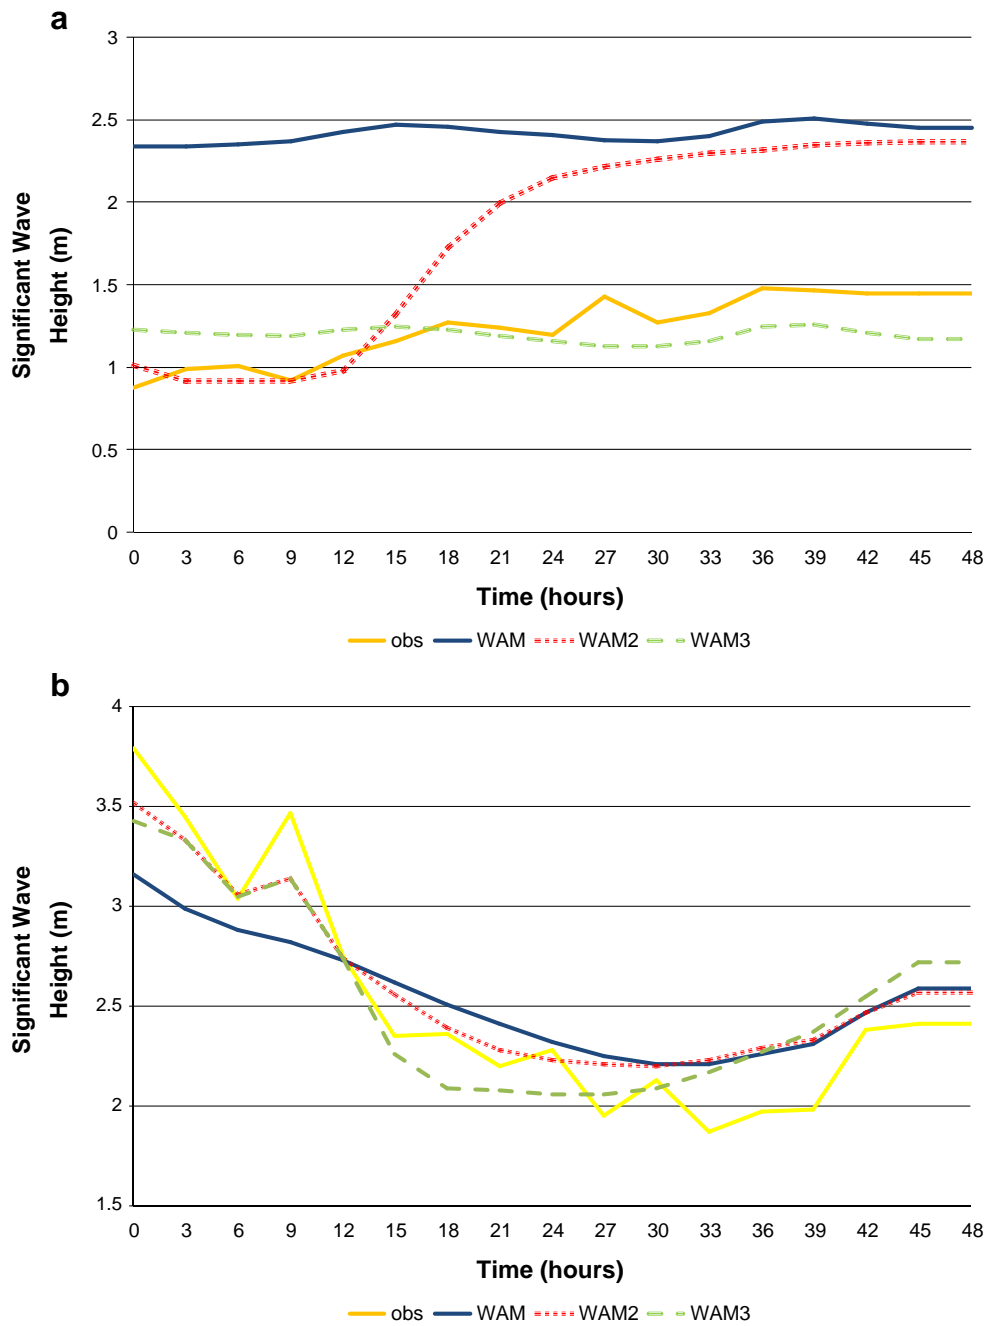 a
3
2.5
2
1.5
1
0.5
0
Significant Wave
Height (m)
0 3 6 9 12 15 18 21 24 27 30 33 36 39 42 45 48
Time (hours)
obs WAM WAM2 WAM3
b
4
3.5
3
2.5
2
1.5
Significant Wave
Height (m)
0 3 6 9 12 15 18 21 24 27 30 33 36 39 42 45 48
Time (hours)
obs WAM WAM2 WAM3